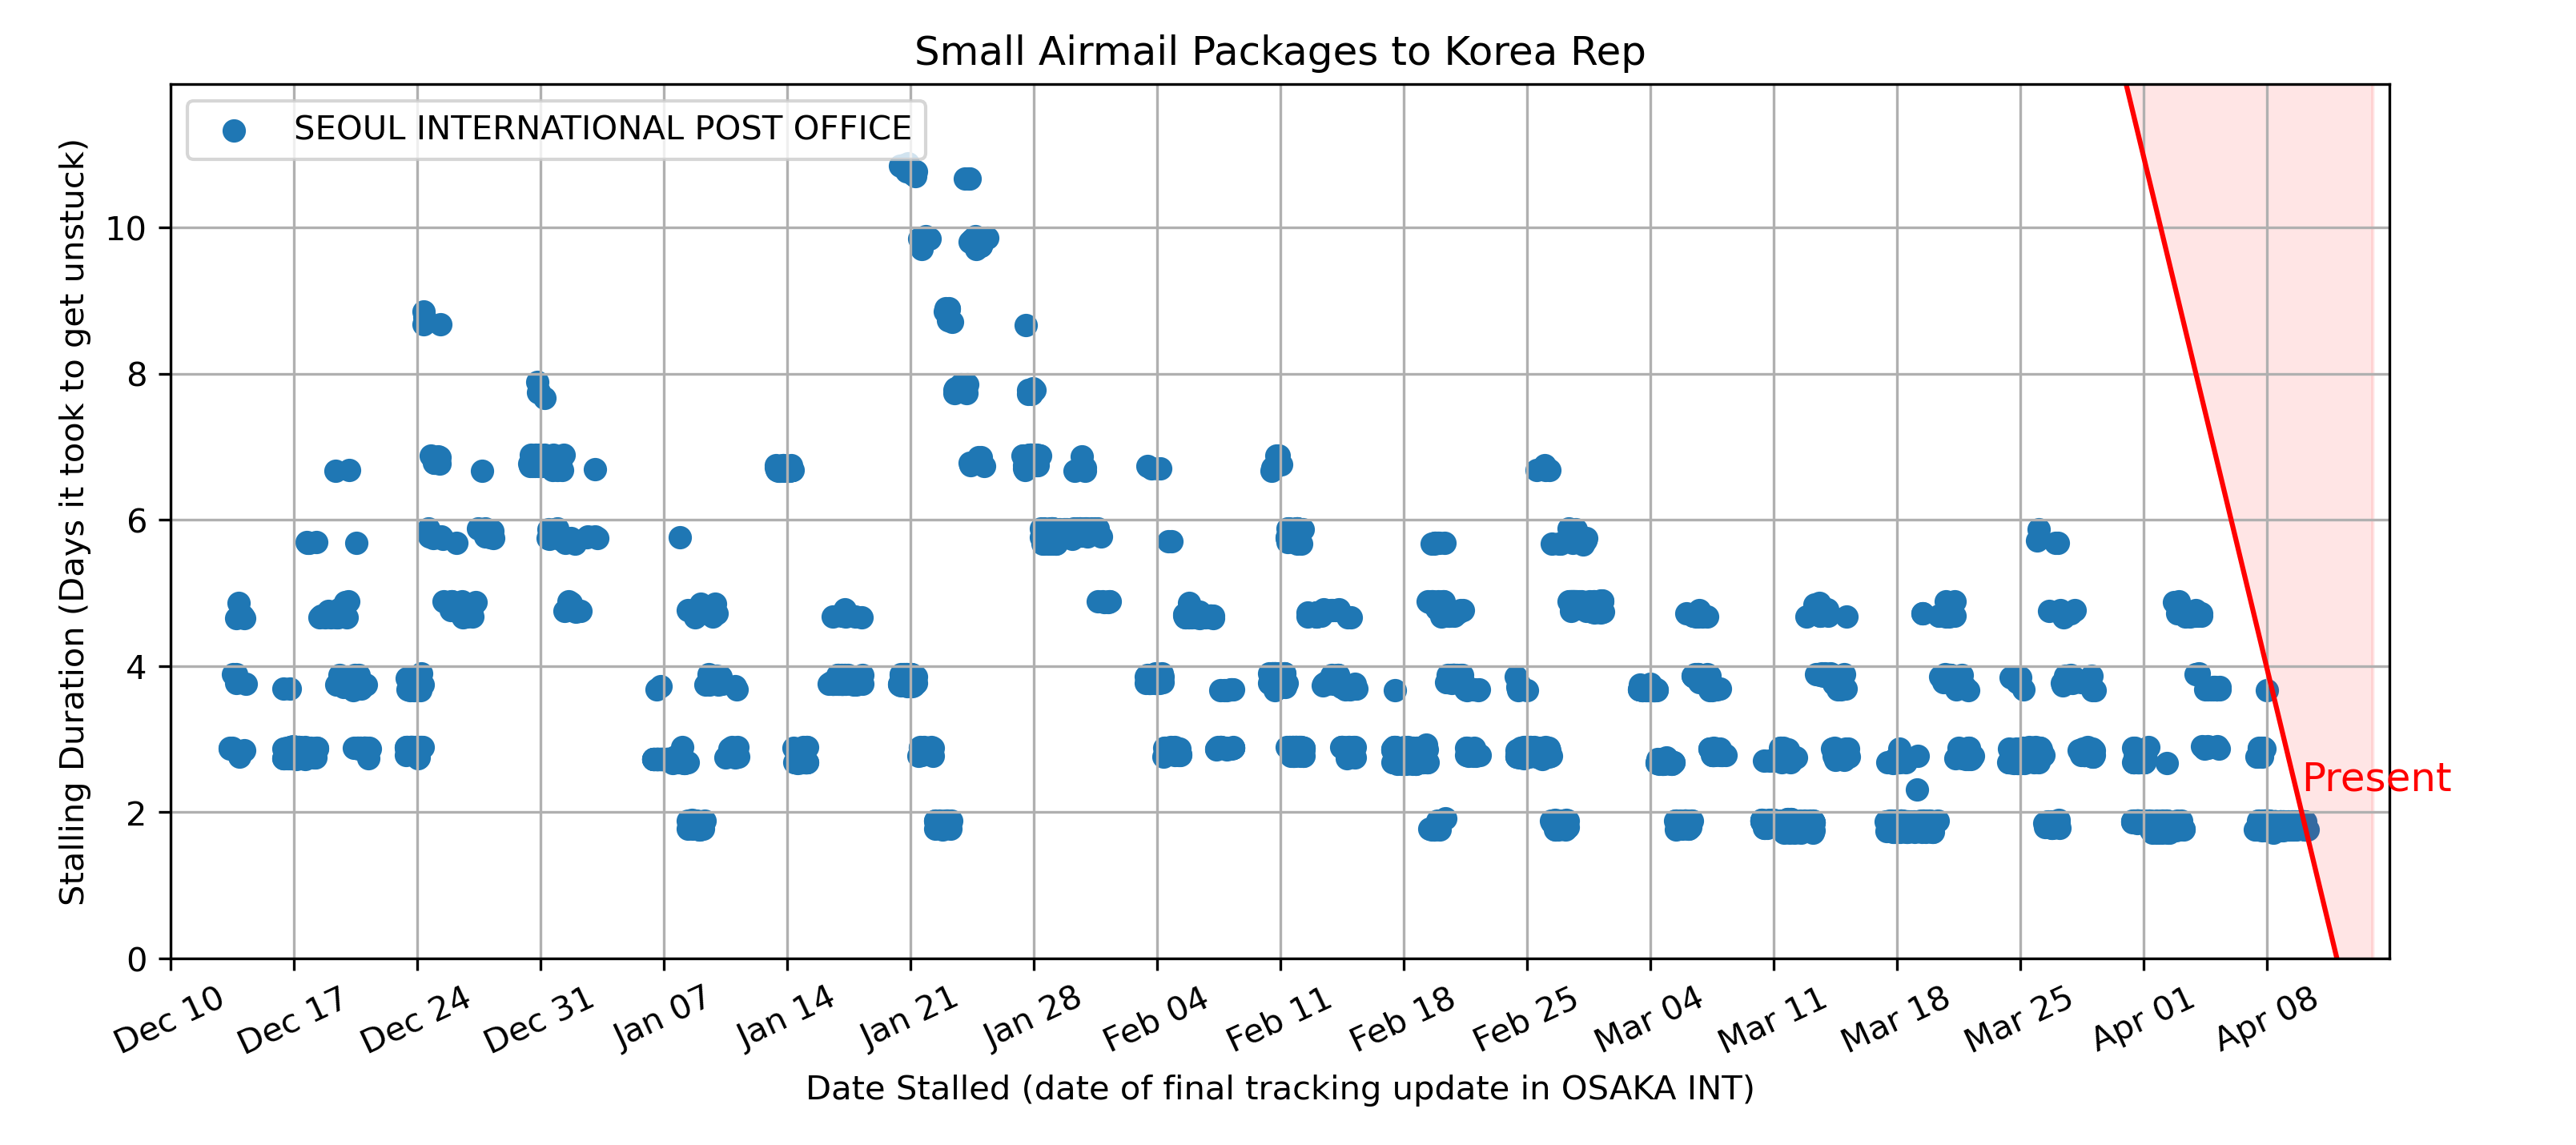 Small Airmail Packages to Korea Rep
SEOUL INTERNATIONAL POST OFFICE
Stalling Duration (Days it took to get unstuck)
10
8
6
4
2
0
Present
Dec 10
Dec 17
Dec 24
Dec 31
Jan 07
Jan 14
Jan 21
Jan 28
Feb 04
Feb 11
Feb 18
Feb 25
Mar 04
Mar 11
Mar 18
Mar 25
Apr 01
Apr 08
Date Stalled (date of final tracking update in OSAKA INT)